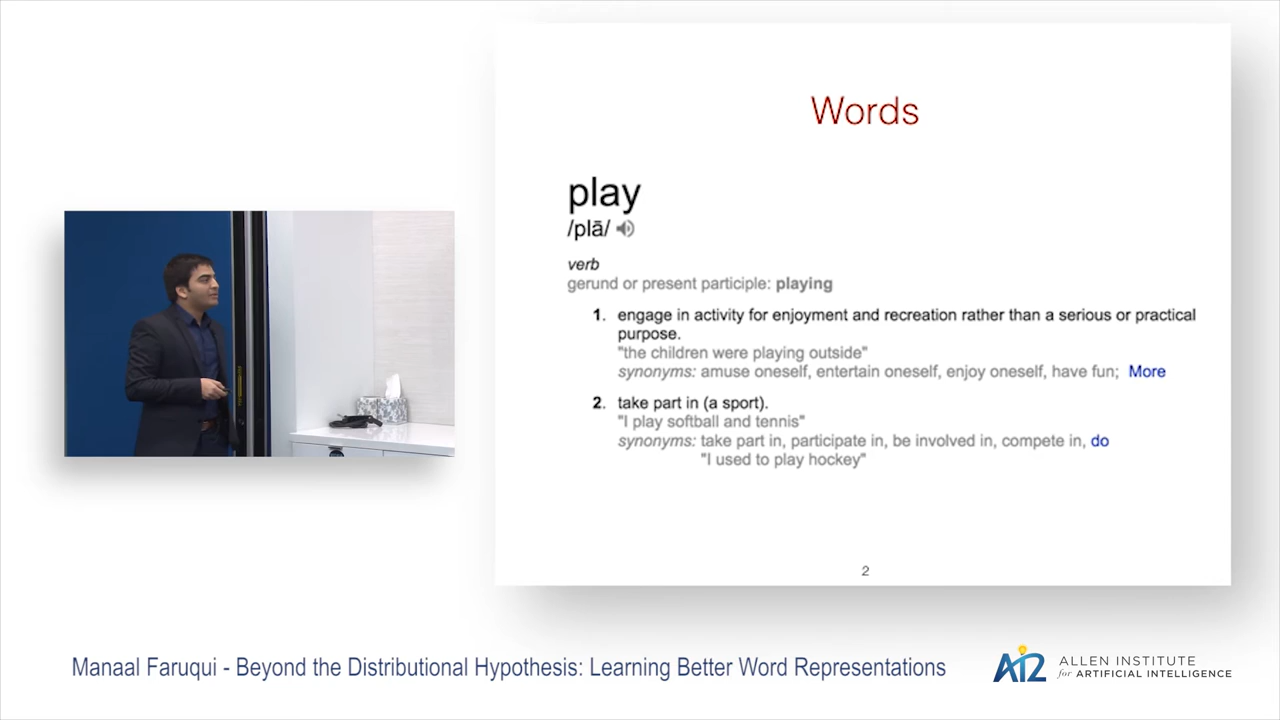 Words
play
/plā/
verb
gerund or present participle: playing
1. engage in activity for enjoyment and recreation rather than a serious or practical
purpose.
"the children were playing outside"
synonyms: amuse oneself, entertain oneself, enjoy oneself, have fun; More
2. take part in (a sport).
"I play softball and tennis"
synonyms: take part in, participate in, be involved in, compete in, do
"I used to play hockey"
2
Manaal Faruqui - Beyond the Distributional Hypothesis: Learning Better Word Representations
AI2
ALLEN INSTITUTE
for ARTIFICIAL INTELLIGENCE